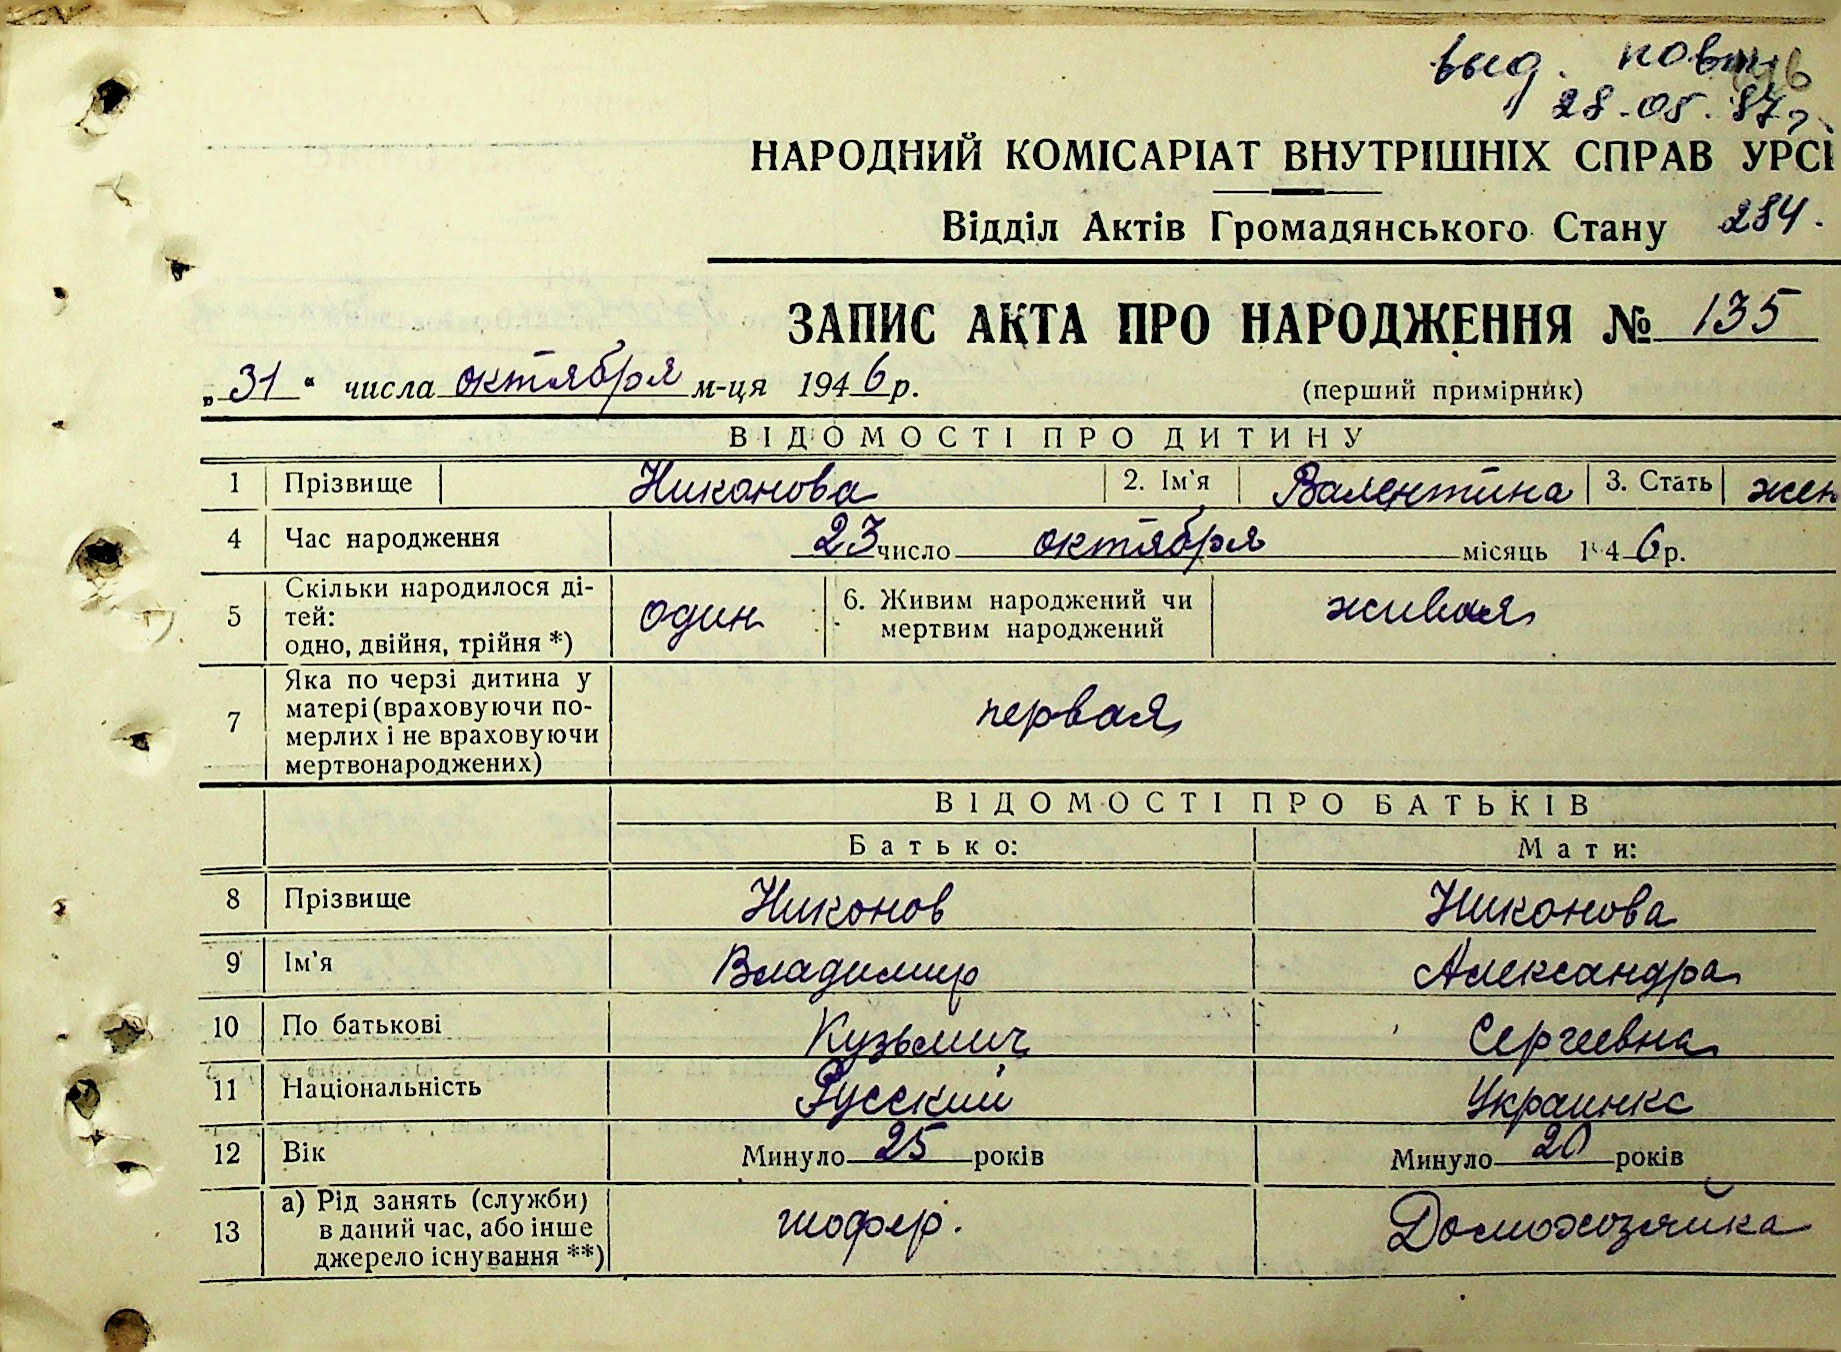 выд. повт
28.05.87г.
НАРОДНИЙ КОМІСАРІАТ ВНУТРІШНІХ СПРАВ УРСР
Відділ Актів Громадянського Стану 284.
ЗАПИС АКТА ПРО НАРОДЖЕННЯ № 135
„31“ числа октября м-ця 1946 р. (перший примірник)
ВІДОМОСТІ ПРО ДИТИНУ
1 Прізвище Никонова 2. Ім'я Валентина 3. Стать жен
4 Час народження 23 число октября місяць 1946 р.
5 Скільки народилося ді-
тей:
одно, двійня, трійня *) один 6. Живим народжений чи
мертвим народжений живая
7 Яка по черзі дитина у
матері (враховуючи по-
мерлих і не враховуючи
мертвонароджених) первая
ВІДОМОСТІ ПРО БАТЬКІВ
Батько: Мати:
8 Прізвище Никонов Никонова
9 Ім'я Владимир Александра
10 По батькові Кузьмич Сергеевна
11 Національність Русский Украинка
12 Вік Минуло 25 років Минуло 20 років
13 а) Рід занять (служби)
в даний час, або інше
джерело існування **) шофер. Домохозяйка